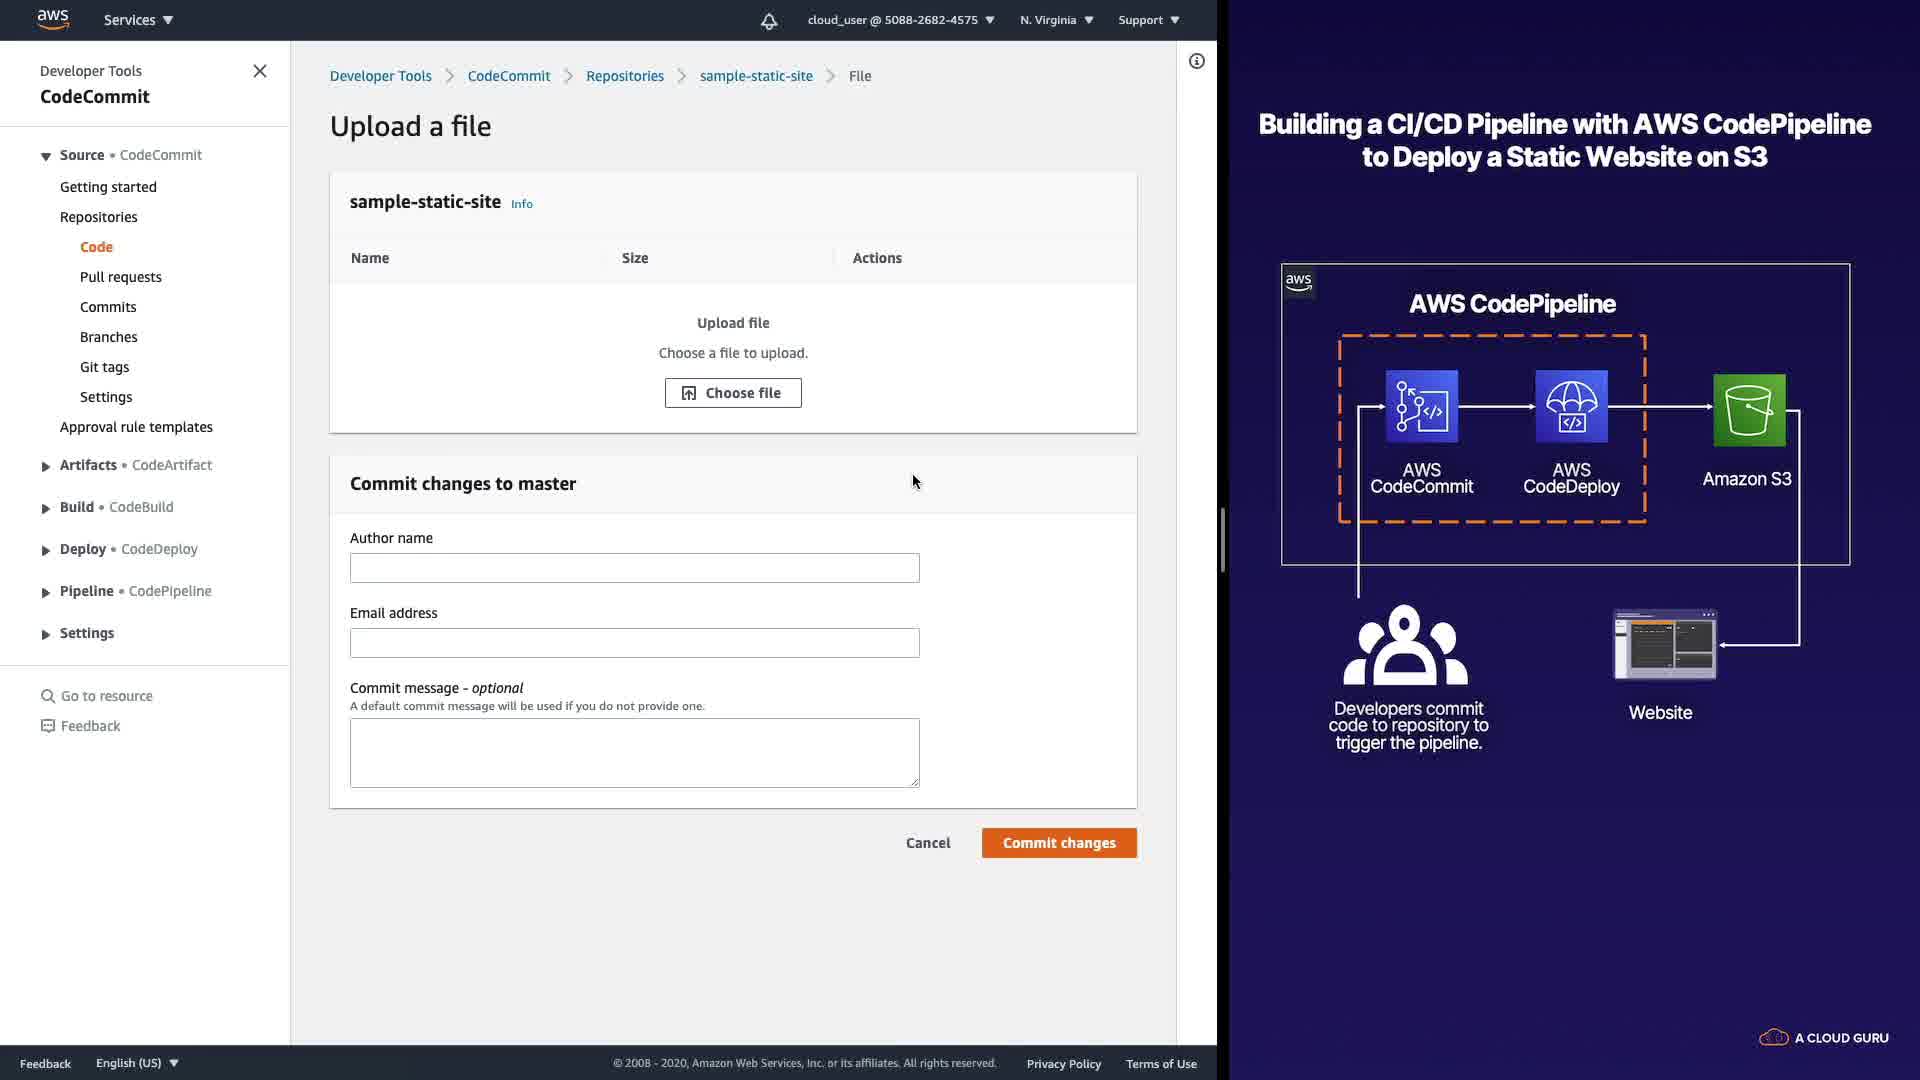 aws
Services
cloud_user @ 5088-2682-4575
N. Virginia
Support
Developer Tools
CodeCommit
Source • CodeCommit
Getting started
Repositories
Code
Pull requests
Commits
Branches
Git tags
Settings
Approval rule templates
Artifacts • CodeArtifact
Build • CodeBuild
Deploy • CodeDeploy
Pipeline • CodePipeline
Settings
Go to resource
Feedback
Developer Tools > CodeCommit > Repositories > sample-static-site > File
Upload a file
sample-static-site Info
Name Size Actions
Upload file
Choose a file to upload.
Choose file
Commit changes to master
Author name
Email address
Commit message - optional
A default commit message will be used if you do not provide one.
Cancel
Commit changes
Feedback
English (US)
© 2008 - 2020, Amazon Web Services, Inc. or its affiliates. All rights reserved.
Privacy Policy
Terms of Use
Building a CI/CD Pipeline with AWS CodePipeline
to Deploy a Static Website on S3
aws
AWS CodePipeline
AWS
CodeCommit
AWS
CodeDeploy
Amazon S3
Developers commit
code to repository to
trigger the pipeline.
Website
A CLOUD GURU